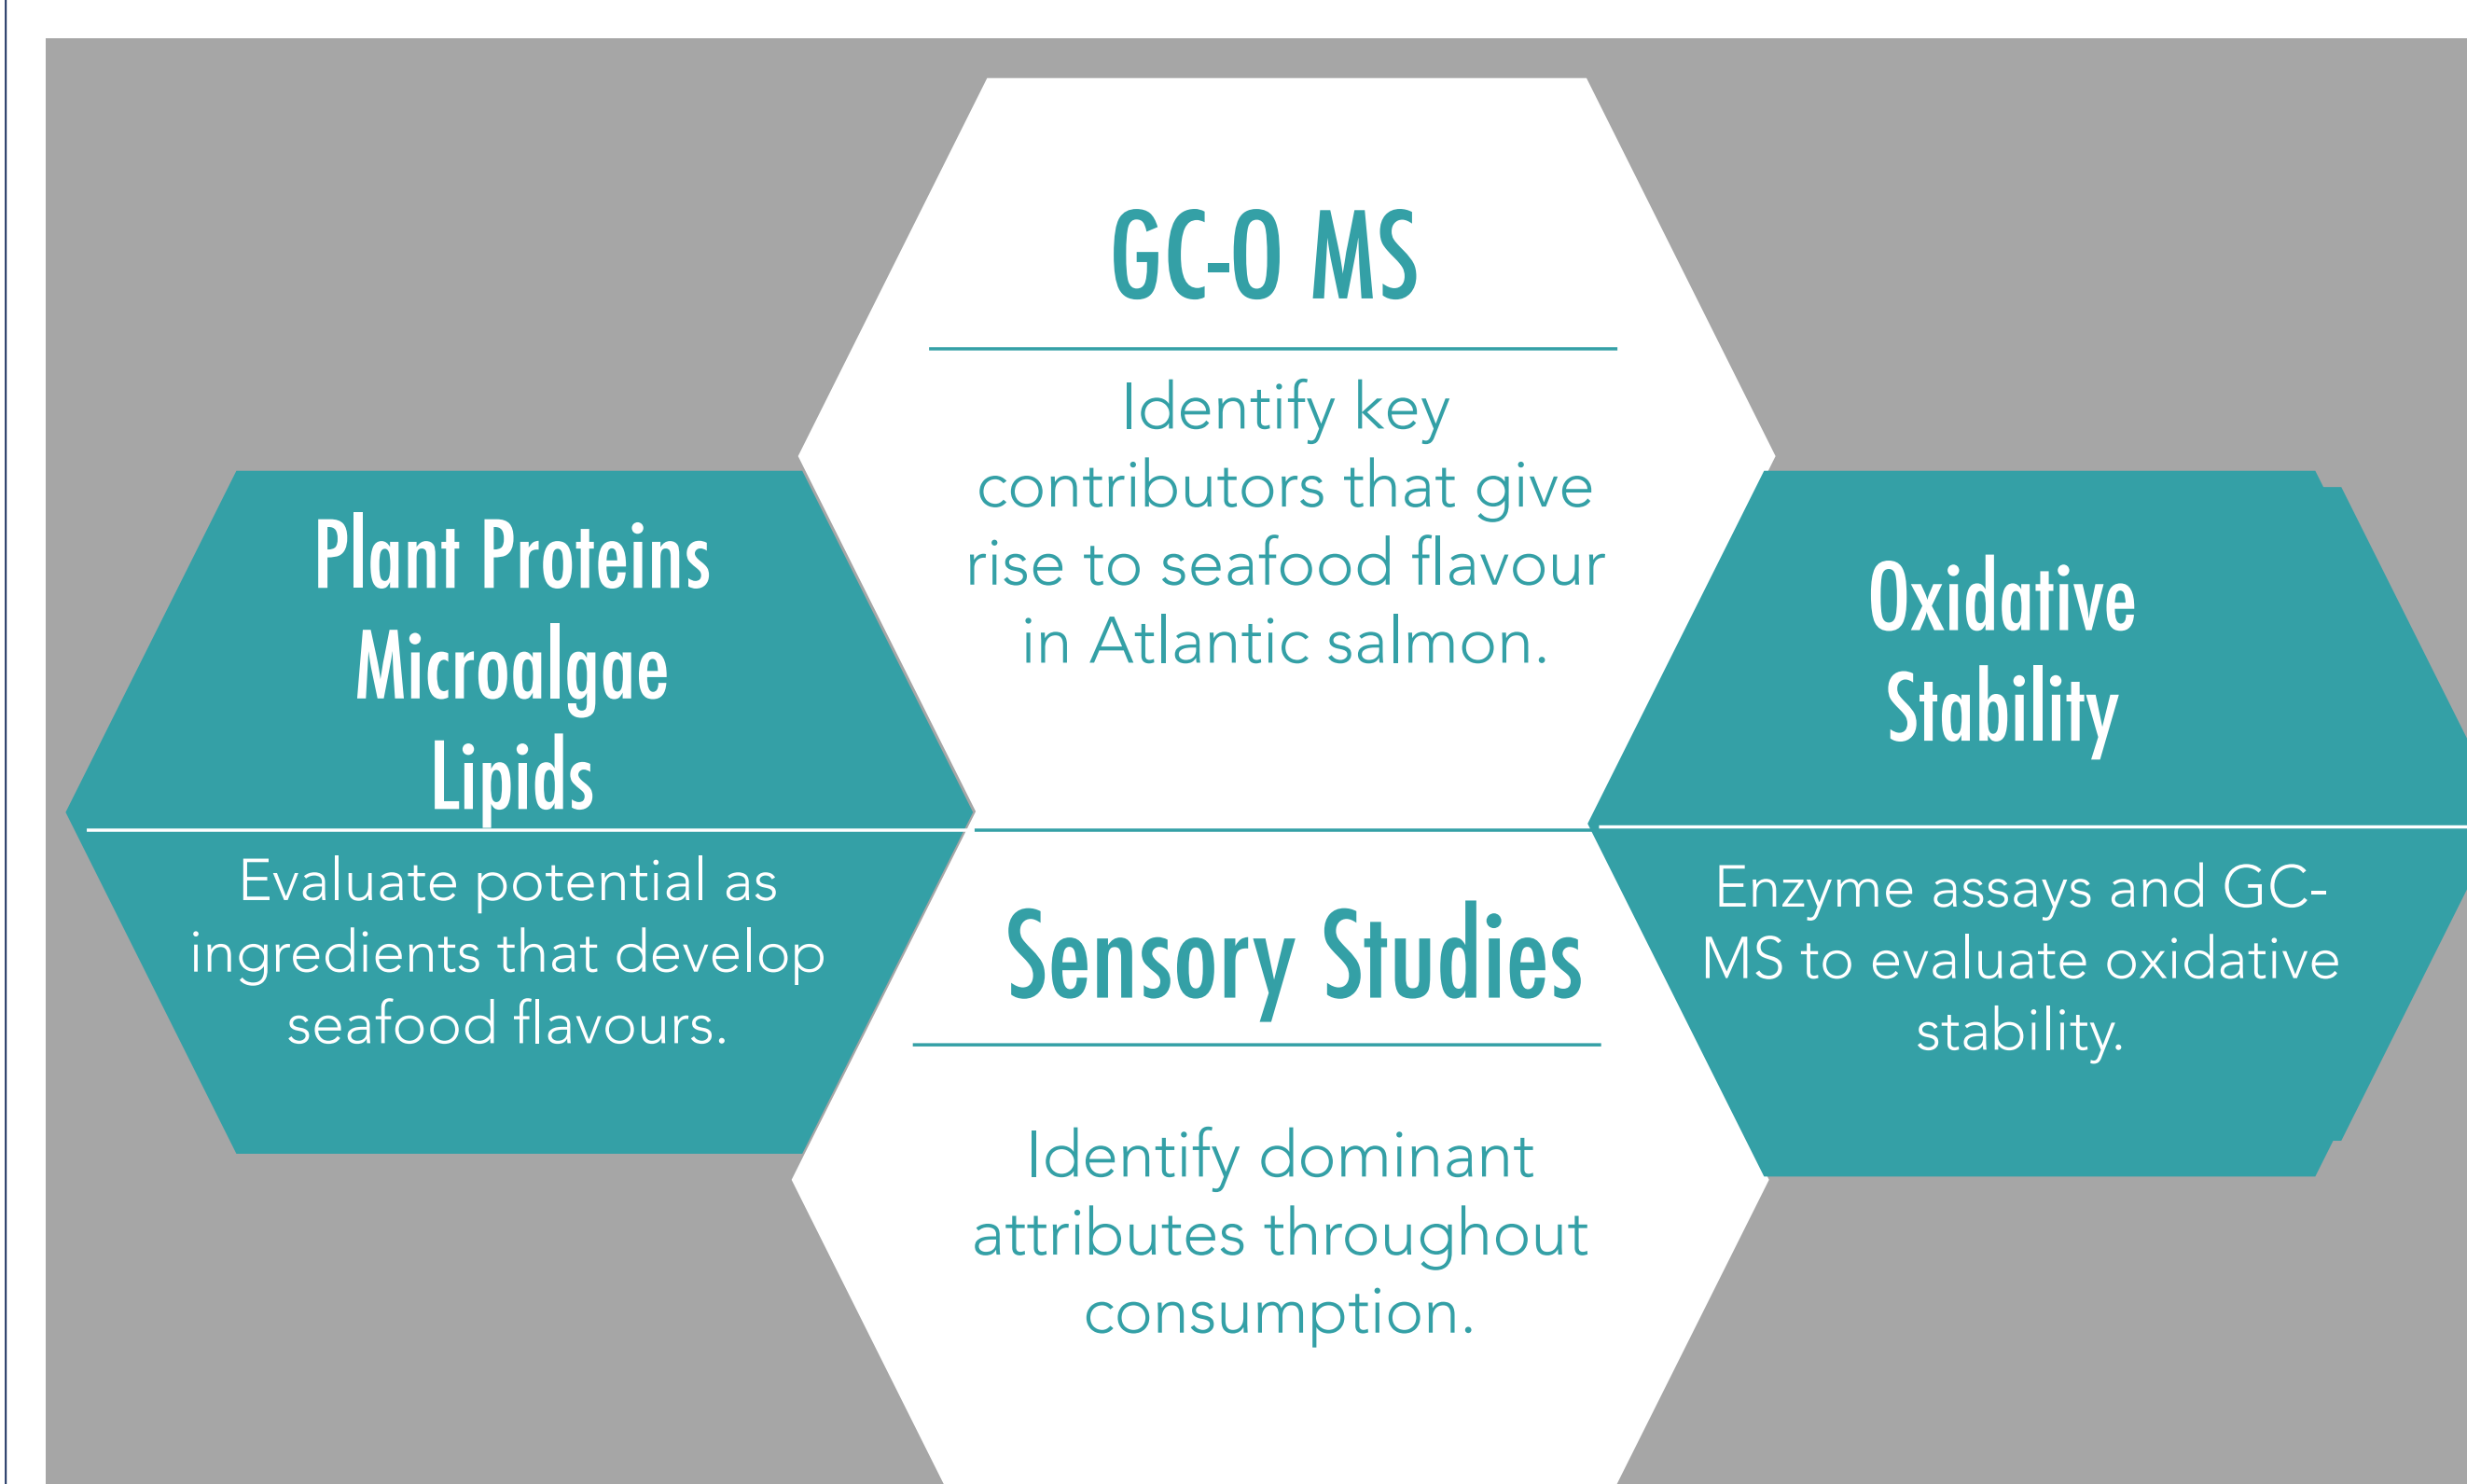 GC-O MS
Identify key
contributors that give
rise to seafood flavour
in Atlantic salmon.
Plant Proteins
Microalgae
Lipids
Evaluate potential as
ingredients that develop
seafood flavours.
Oxidative
Stability
Enzyme assays and GC-
MS to evaluate oxidative
stability.
Sensory Studies
Identify dominant
attributes throughout
consumption.